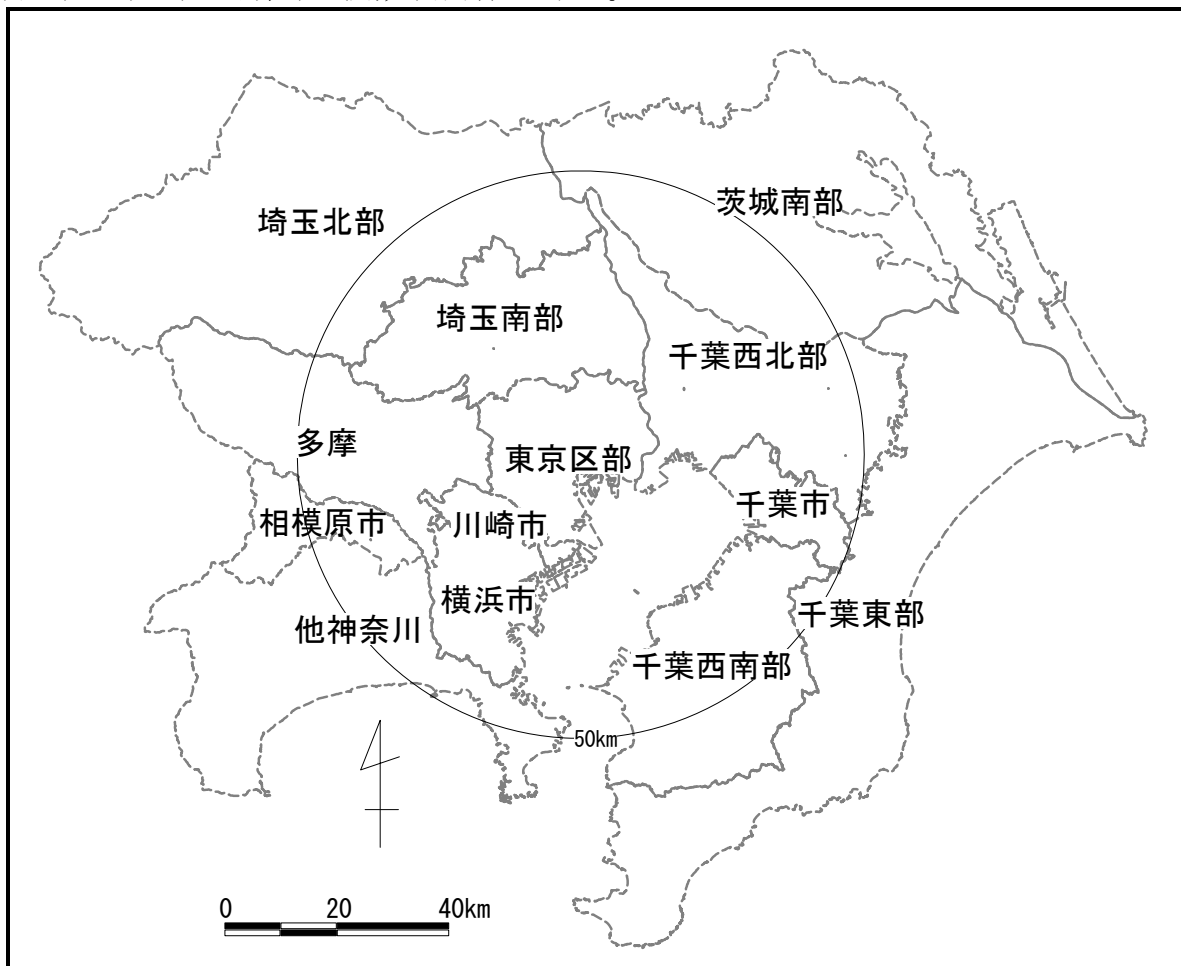 茨城南部
埼玉北部
埼玉南部
千葉西北部
多摩
東京区部
千葉市
相模原市
川崎市
横浜市
千葉東部
他神奈川
千葉西南部
50km
0 20 40km